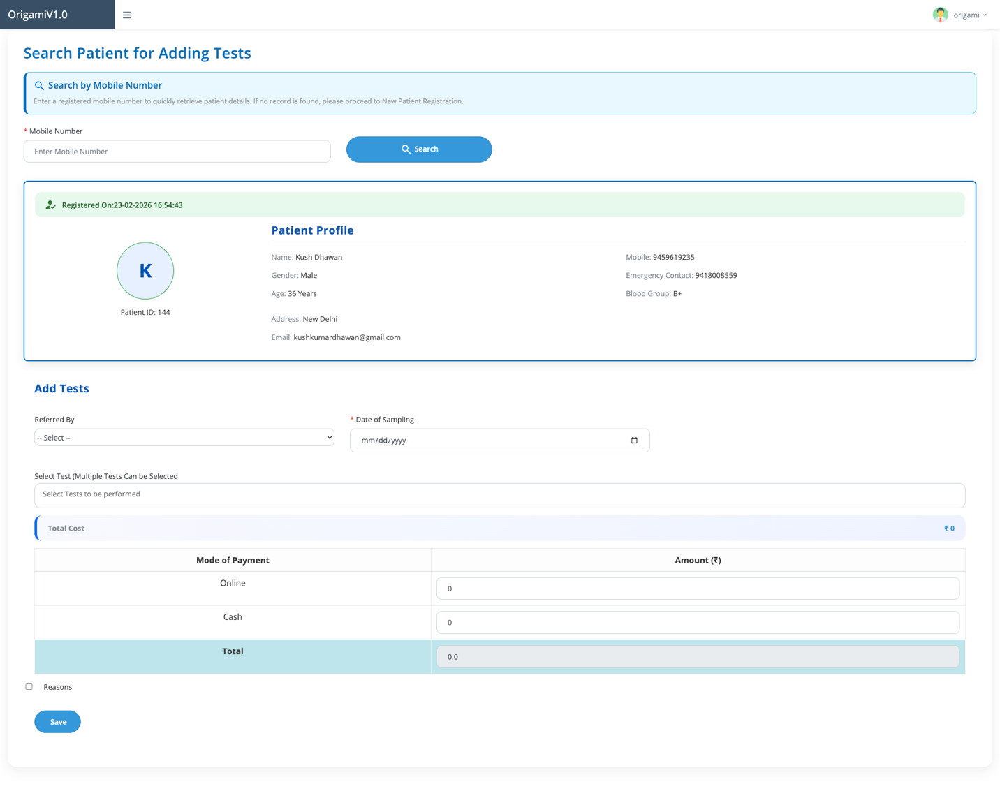 OrigamiV1.0
origami
Search Patient for Adding Tests
Search by Mobile Number
Enter a registered mobile number to quickly retrieve patient details. If no record is found, please proceed to New Patient Registration.
* Mobile Number
Enter Mobile Number
Search
Registered On:23-02-2026 16:54:43
K
Patient ID: 144
Patient Profile
Name: Kush Dhawan
Mobile: 9459619235
Gender: Male
Emergency Contact: 9418008559
Age: 36 Years
Blood Group: B+
Address: New Delhi
Email: kushkumardhawan@gmail.com
Add Tests
Referred By
* Date of Sampling
-- Select --
mm/dd/yyyy
Select Test (Multiple Tests Can be Selected
Select Tests to be performed
Total Cost
₹ 0
Mode of Payment
Amount (₹)
Online
0
Cash
0
Total
0.0
Reasons
Save